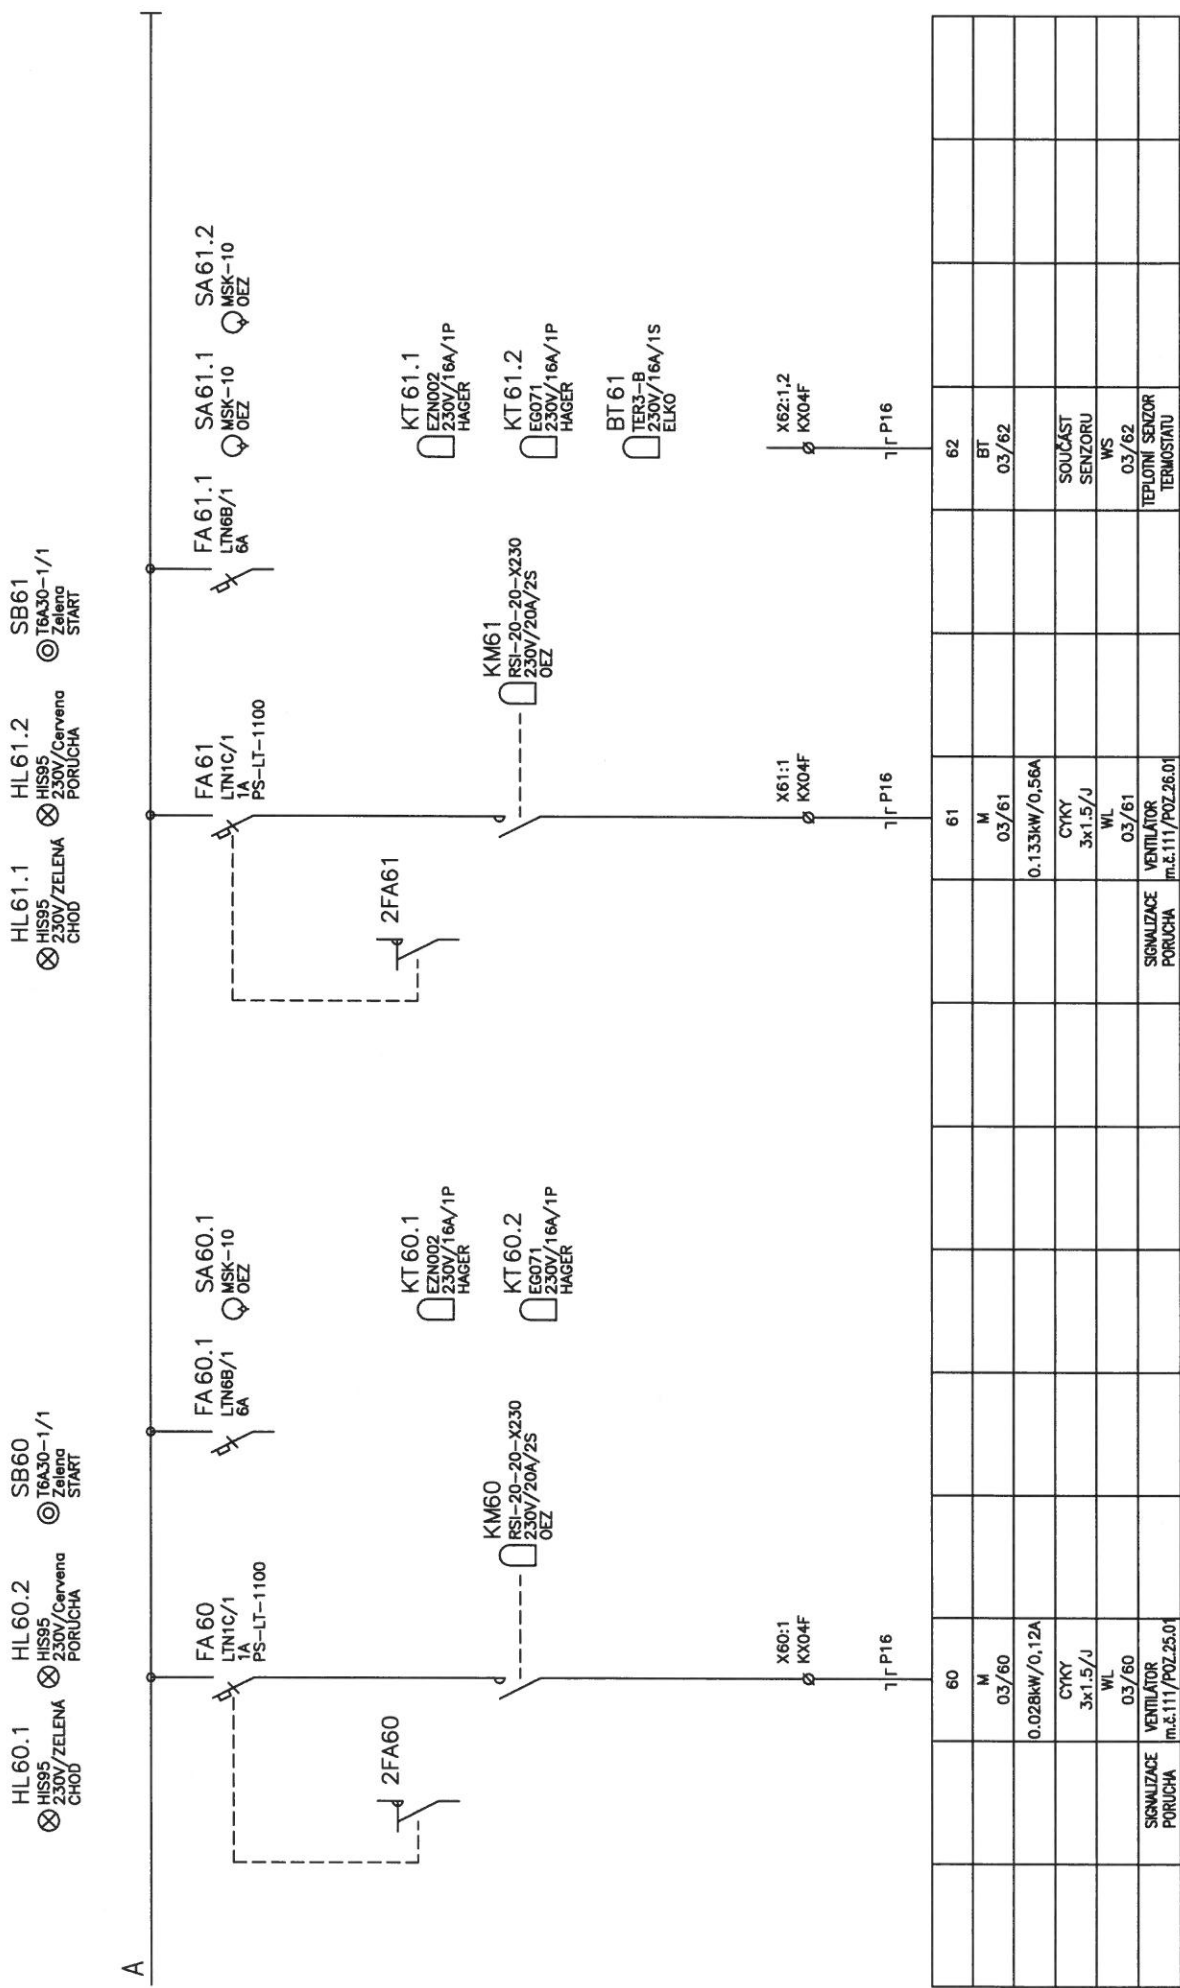 A
HL60.1
HIS95
230V/ZELENÁ
CHOD
HL60.2
HIS95
230V/Cervena
PORUCHA
SB60
T6A30-1/1
Zelena
START
HL61.1
HIS95
230V/ZELENÁ
CHOD
HL61.2
HIS95
230V/Cervena
PORUCHA
SB61
T6A30-1/1
Zelena
START
FA60
LTN1C/1
1A
PS-LT-1100
FA60.1
LTN6B/1
6A
SA60.1
MSK-10
OEZ
FA61
LTN1C/1
1A
PS-LT-1100
FA61.1
LTN6B/1
6A
SA61.1
MSK-10
OEZ
SA61.2
MSK-10
OEZ
2FA60
KT60.1
EZN002
230V/16A/1P
HAGER
2FA61
KT61.1
EZN002
230V/16A/1P
HAGER
KM60
RSI-20-20-X230
230V/20A/2S
OEZ
KT60.2
EG071
230V/16A/1P
HAGER
KM61
RSI-20-20-X230
230V/20A/2S
OEZ
KT61.2
EG071
230V/16A/1P
HAGER
BT61
TER3-B
230V/16A/1S
ELKO
X60:1
KX04F
X61:1
KX04F
X62:1,2
KX04F
P16
P16
P16
60
61
62
M
03/60
M
03/61
BT
03/62
0.028kW/0,12A
0.133kW/0,56A
CYKY
3x1.5/J
CYKY
3x1.5/J
SOUČÁST
SENZORU
WL
03/60
WL
03/61
WS
03/62
SIGNALIZACE
PORUCHA
VENTILÁTOR
m.č.111/POZ.25.01
SIGNALIZACE
PORUCHA
VENTILÁTOR
m.č.111/POZ.26.01
TEPLOTNÍ SENZOR
TERMOSTATU